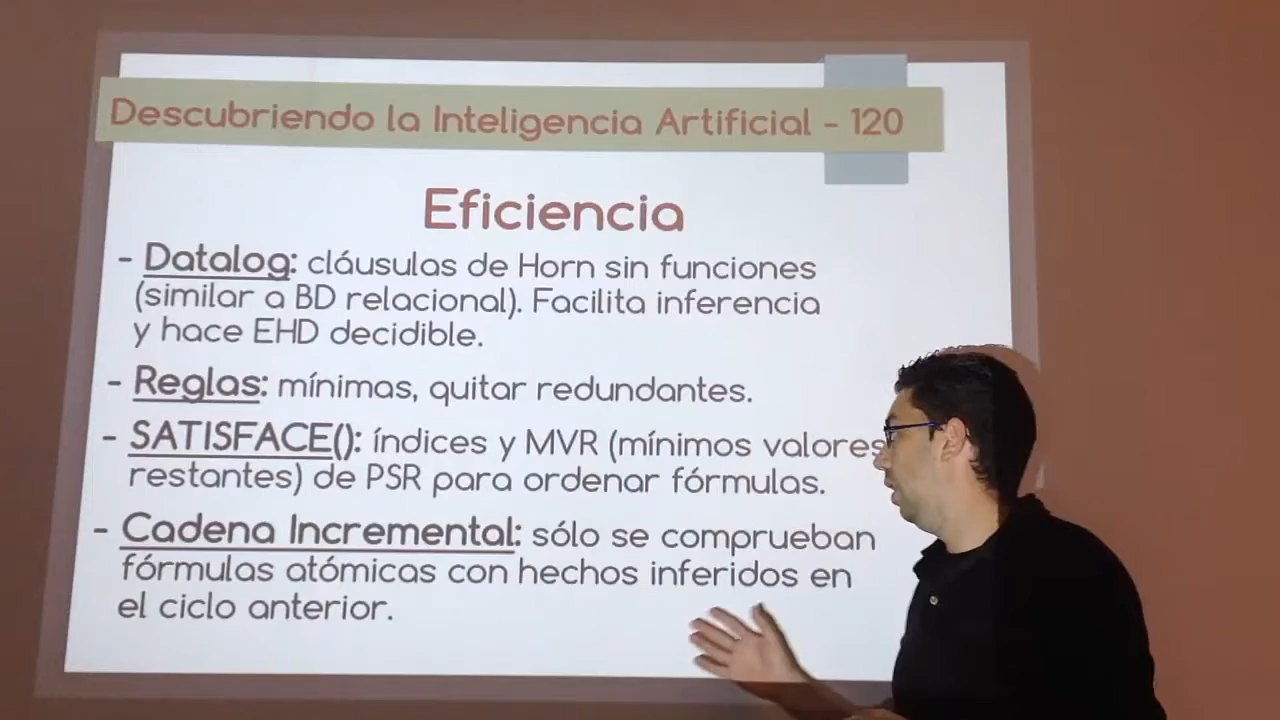 Descubriendo la Inteligencia Artificial - 120
Eficiencia
- Datalog: cláusulas de Horn sin funciones
(similar a BD relacional). Facilita inferencia
y hace EHD decidible.
- Reglas: mínimas, quitar redundantes.
- SATISFACE(): índices y MVR (mínimos valores
restantes) de PSR para ordenar fórmulas.
- Cadena Incremental: sólo se comprueban
fórmulas atómicas con hechos inferidos en
el ciclo anterior.